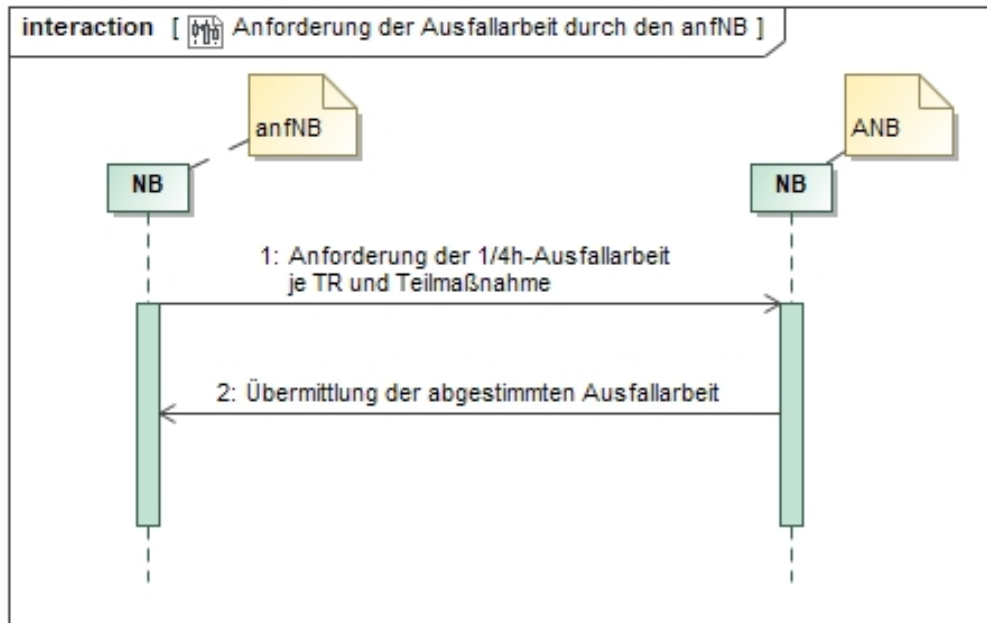 interaction [ Anforderung der Ausfallarbeit durch den anfNB ]
anfNB
ANB
NB
NB
1: Anforderung der 1/4h-Ausfallarbeit
je TR und Teilmaßnahme
2: Übermittlung der abgestimmten Ausfallarbeit